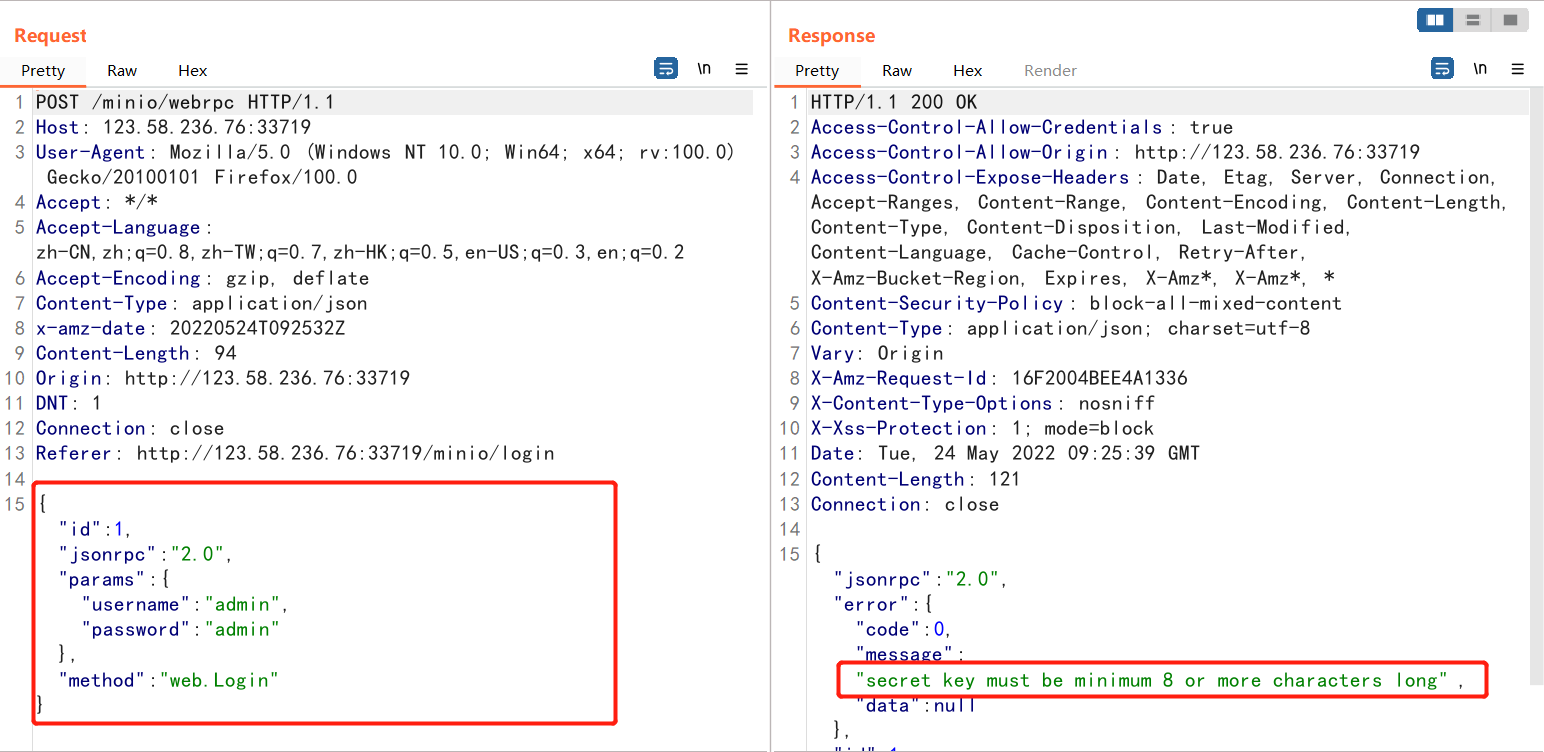 Request
Pretty Raw Hex \n
1 POST /minio/webrpc HTTP/1.1
2 Host: 123.58.236.76:33719
3 User-Agent: Mozilla/5.0 (Windows NT 10.0; Win64; x64; rv:100.0)
Gecko/20100101 Firefox/100.0
4 Accept: */*
5 Accept-Language:
zh-CN,zh;q=0.8,zh-TW;q=0.7,zh-HK;q=0.5,en-US;q=0.3,en;q=0.2
6 Accept-Encoding: gzip, deflate
7 Content-Type: application/json
8 x-amz-date: 20220524T092532Z
9 Content-Length: 94
10 Origin: http://123.58.236.76:33719
11 DNT: 1
12 Connection: close
13 Referer: http://123.58.236.76:33719/minio/login
14
15 {
"id":1,
"jsonrpc":"2.0",
"params":{
"username":"admin",
"password":"admin"
},
"method":"web.Login"
}
Response
Pretty Raw Hex Render \n
1 HTTP/1.1 200 OK
2 Access-Control-Allow-Credentials: true
3 Access-Control-Allow-Origin: http://123.58.236.76:33719
4 Access-Control-Expose-Headers: Date, Etag, Server, Connection,
Accept-Ranges, Content-Range, Content-Encoding, Content-Length,
Content-Type, Content-Disposition, Last-Modified,
Content-Language, Cache-Control, Retry-After,
X-Amz-Bucket-Region, Expires, X-Amz*, X-Amz*, *
5 Content-Security-Policy: block-all-mixed-content
6 Content-Type: application/json; charset=utf-8
7 Vary: Origin
8 X-Amz-Request-Id: 16F2004BEE4A1336
9 X-Content-Type-Options: nosniff
10 X-Xss-Protection: 1; mode=block
11 Date: Tue, 24 May 2022 09:25:39 GMT
12 Content-Length: 121
13 Connection: close
14
15 {
"jsonrpc":"2.0",
"error":{
"code":0,
"message":
"secret key must be minimum 8 or more characters long",
"data":null
},
"id":1